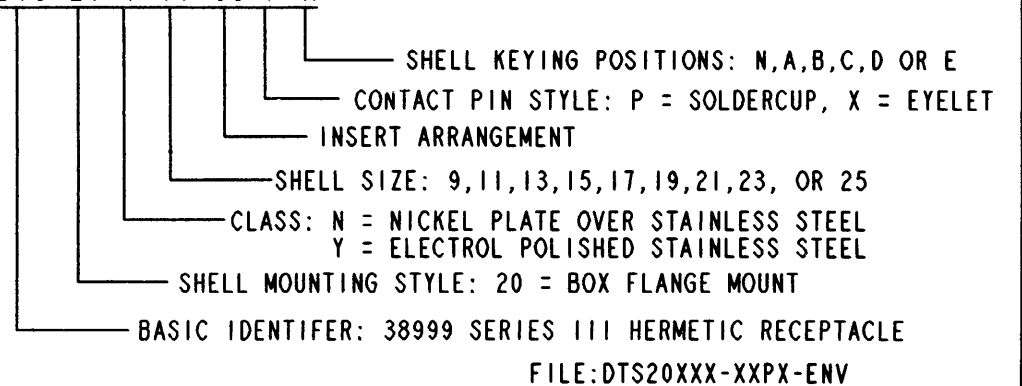 SHELL KEYING POSITIONS: N,A,B,C,D OR E
CONTACT PIN STYLE: P = SOLDERCUP, X = EYELET
INSERT ARRANGEMENT
SHELL SIZE: 9,11,13,15,17,19,21,23, OR 25
CLASS: N = NICKEL PLATE OVER STAINLESS STEEL
Y = ELECTROL POLISHED STAINLESS STEEL
SHELL MOUNTING STYLE: 20 = BOX FLANGE MOUNT
BASIC IDENTIFER: 38999 SERIES III HERMETIC RECEPTACLE
FILE:DTS20XXX-XXPX-ENV